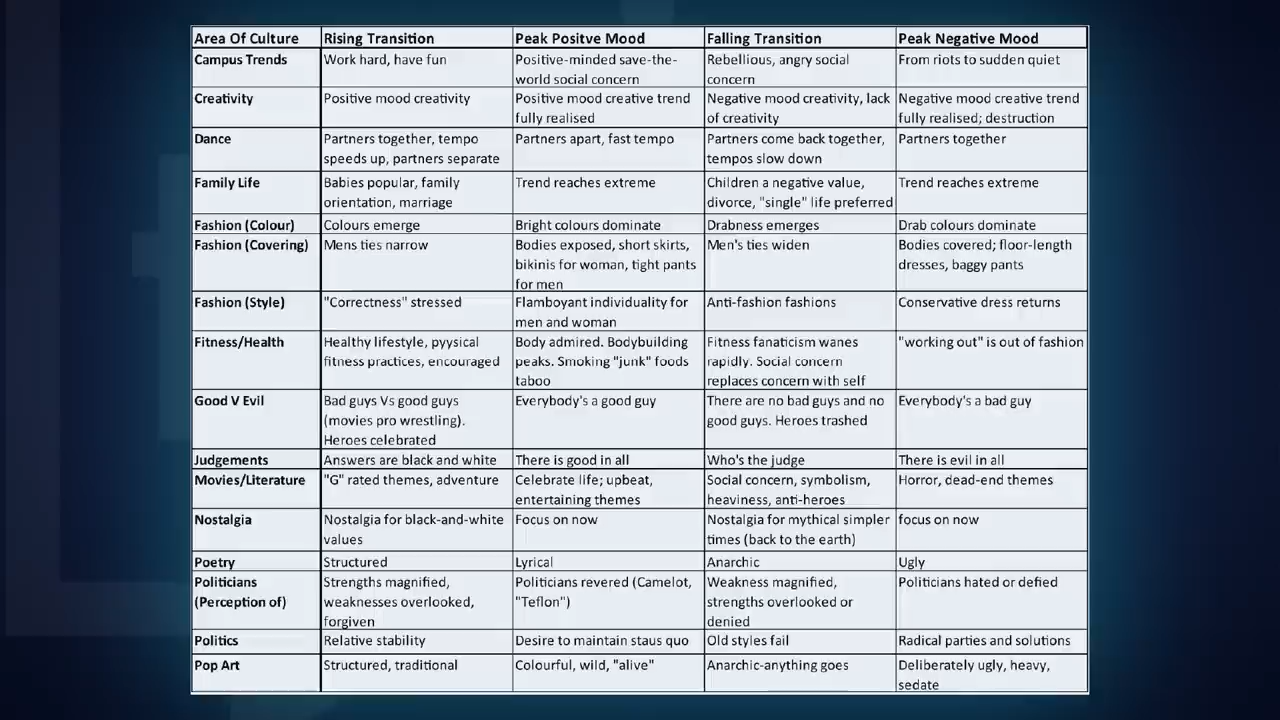 Area Of Culture Rising Transition Peak Positve Mood Falling Transition Peak Negative Mood
Campus Trends Work hard, have fun Positive-minded save-the- Rebellious, angry social From riots to sudden quiet
world social concern concern
Creativity Positive mood creativity Positive mood creative trend Negative mood creativity, lack Negative mood creative trend
fully realised of creativity fully realised; destruction
Dance Partners together, tempo Partners apart, fast tempo Partners come back together, Partners together
speeds up, partners separate tempos slow down
Family Life Babies popular, family Trend reaches extreme Children a negative value, Trend reaches extreme
orientation, marriage divorce, "single" life preferred
Fashion (Colour) Colours emerge Bright colours dominate Drabness emerges Drab colours dominate
Fashion (Covering) Mens ties narrow Bodies exposed, short skirts, Men's ties widen Bodies covered; floor-length
bikinis for woman, tight pants dresses, baggy pants
for men
Fashion (Style) "Correctness" stressed Flamboyant individuality for Anti-fashion fashions Conservative dress returns
men and woman
Fitness/Health Healthy lifestyle, pyysical Body admired. Bodybuilding Fitness fanaticism wanes "working out" is out of fashion
fitness practices, encouraged peaks. Smoking "junk" foods rapidly. Social concern
taboo replaces concern with self
Good V Evil Bad guys Vs good guys Everybody's a good guy There are no bad guys and no Everybody's a bad guy
(movies pro wrestling). good guys. Heroes trashed
Heroes celebrated
Judgements Answers are black and white There is good in all Who's the judge There is evil in all
Movies/Literature "G" rated themes, adventure Celebrate life; upbeat, Social concern, symbolism, Horror, dead-end themes
entertaining themes heaviness, anti-heroes
Nostalgia Nostalgia for black-and-white Focus on now Nostalgia for mythical simpler focus on now
values times (back to the earth)
Poetry Structured Lyrical Anarchic Ugly
Politicians Strengths magnified, Politicians revered (Camelot, Weakness magnified, Politicians hated or defied
(Perception of) weaknesses overlooked, "Teflon") strengths overlooked or
forgiven denied
Politics Relative stability Desire to maintain staus quo Old styles fail Radical parties and solutions
Pop Art Structured, traditional Colourful, wild, "alive" Anarchic-anything goes Deliberately ugly, heavy,
sedate